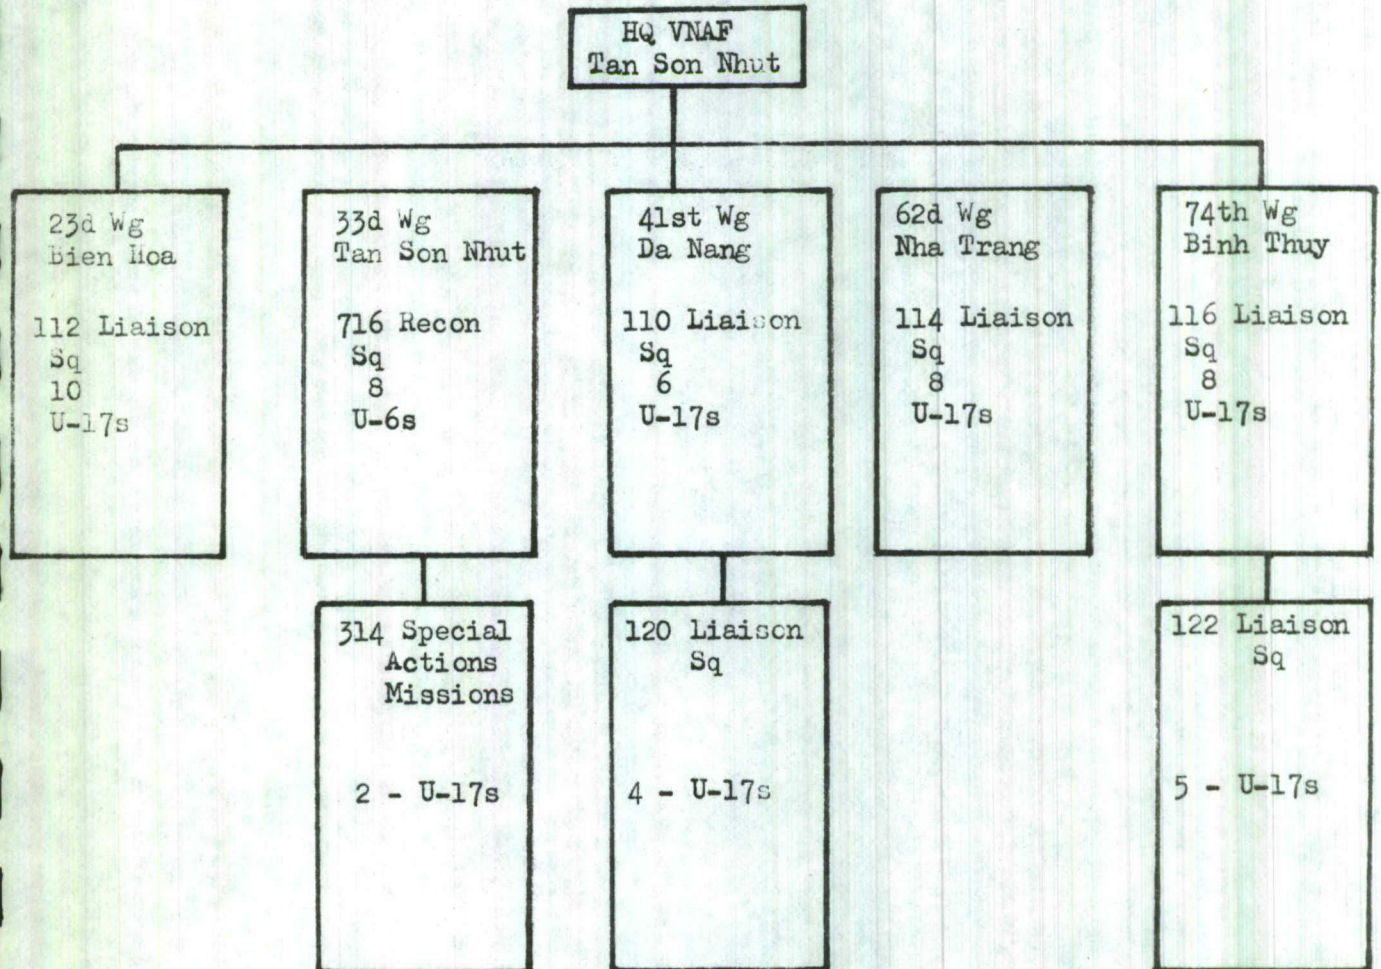 HQ VNAF
Tan Son Nhut
23d Wg
Bien Hoa
112 Liaison
Sq
10
U-17s
33d Wg
Tan Son Nhut
716 Recon
Sq
8
U-6s
41st Wg
Da Nang
110 Liaison
Sq
6
U-17s
62d Wg
Nha Trang
114 Liaison
Sq
8
U-17s
74th Wg
Binh Thuy
116 Liaison
Sq
8
U-17s
314 Special
Actions
Missions
2 - U-17s
120 Liaison
Sq
4 - U-17s
122 Liaison
Sq
5 - U-17s